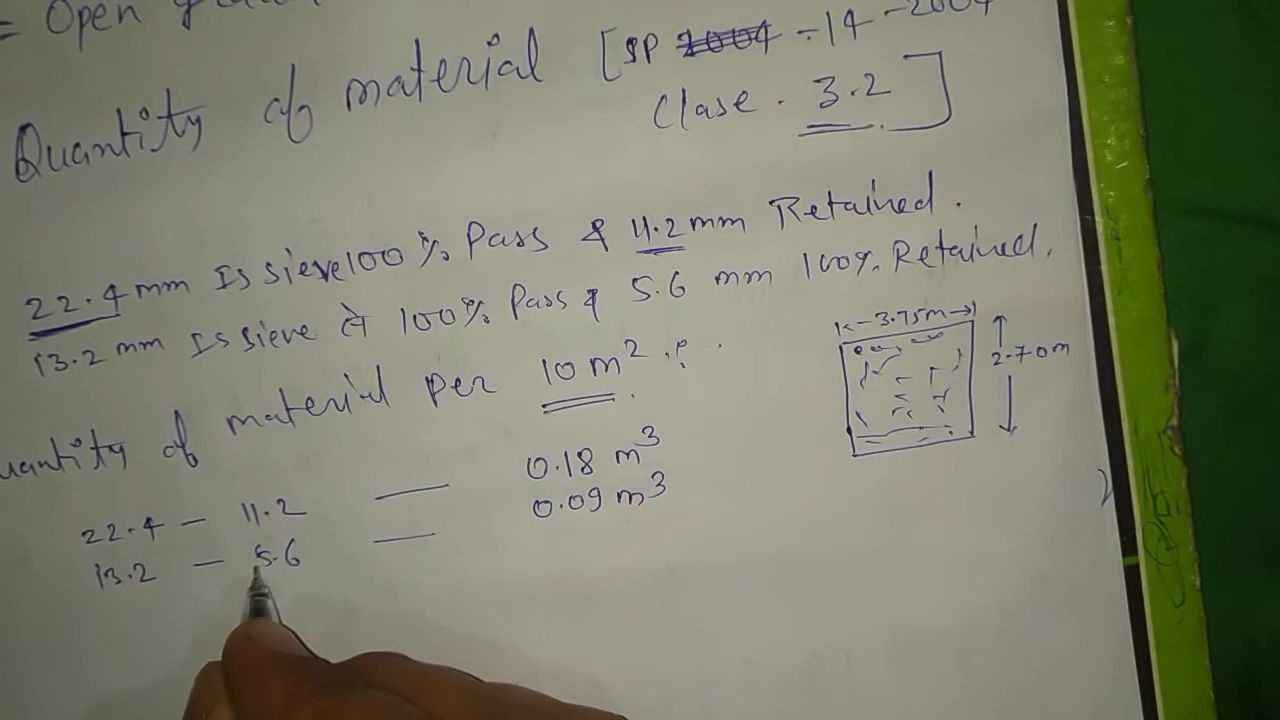 = Open
Quantity of material [SP 2004 - 14 - 2004
Clase . 3.2 ]
22.4 mm Is sieve 100 % Pass & 11.2 mm Retained .
13.2 mm Is sieve से 100% Pass & 5.6 mm 100% Retained.
|<- 3.75m ->|
2.70m
uantity of material per 10 m² ?
22.4 — 11.2 — 0.18 m³
13.2 — 5.6 — 0.09 m³